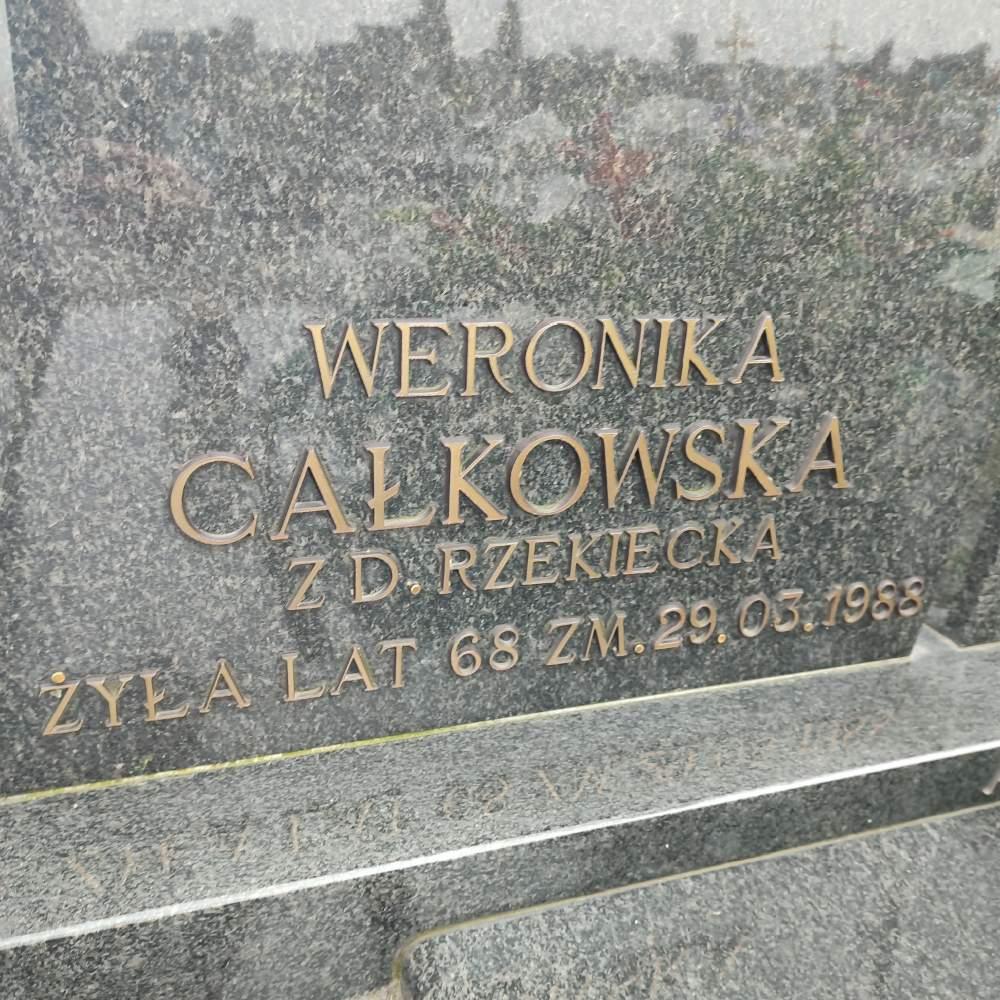 WERONIKA
CAŁKOWSKA
Z D. RZEKIECKA
ŻYŁA LAT 68 ZM. 29.03.1988